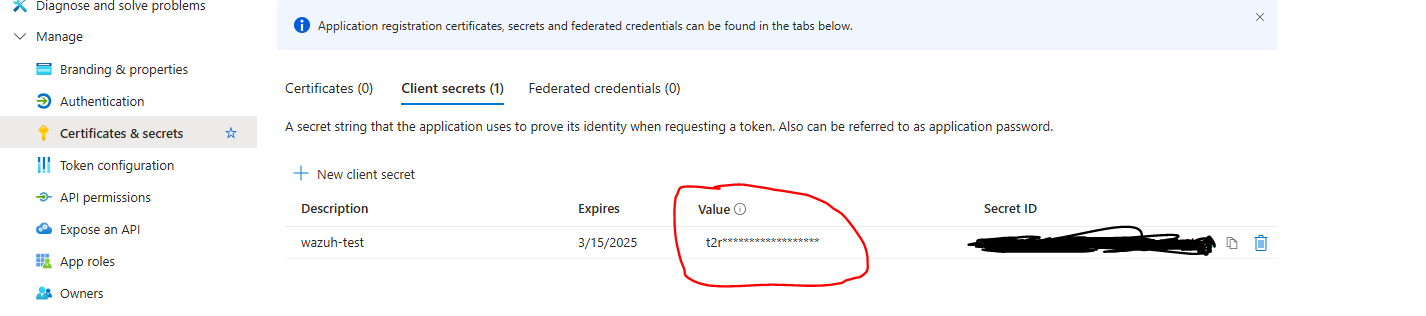 Diagnose and solve problems
Application registration certificates, secrets and federated credentials can be found in the tabs below.
Manage
Branding & properties
Authentication
Certificates & secrets
Token configuration
API permissions
Expose an API
App roles
Owners
Certificates (0) Client secrets (1) Federated credentials (0)
A secret string that the application uses to prove its identity when requesting a token. Also can be referred to as application password.
New client secret
Description Expires Value Secret ID
wazuh-test 3/15/2025 t2r******************